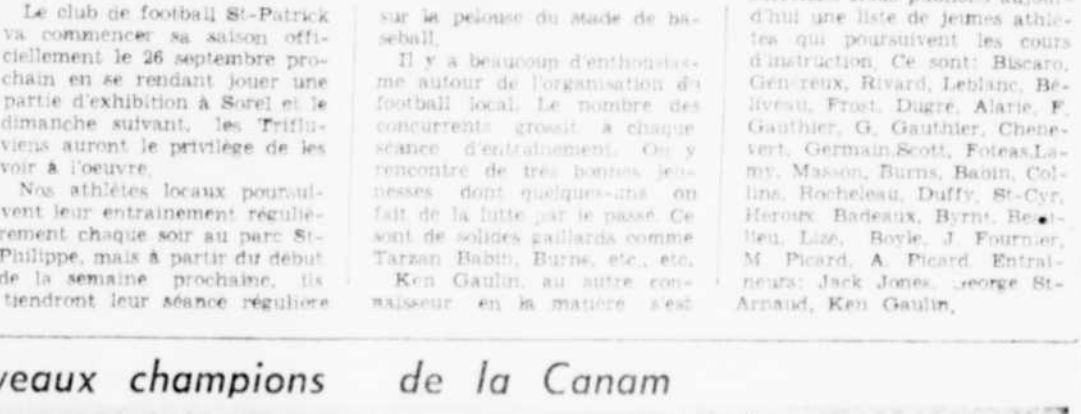 Le club de football St-Patrick
va commencer sa saison offi-
ciellement le 26 septembre pro-
chain en se rendant jouer une
partie d'exhibition à Sorel et le
dimanche suivant, les Triflu-
viens auront le privilège de les
voir à l'oeuvre.
Nos athlètes locaux poursui-
vent leur entrainement réguliè-
rement chaque soir au parc St-
Philippe, mais à partir du début
de la semaine prochaine, ils
tiendront leur séance régulière
sur la pelouse du stade de ba-
seball.
Il y a beaucoup d'enthousias-
me autour de l'organisation du
football local. Le nombre des
concurrents grossit à chaque
séance d'entrainement. On y
rencontre de très bonnes jeu-
nesses dont quelques-uns on
fait de la lutte par le passé. Ce
sont de solides gaillards comme
Tarzan Babin, Burns, etc., etc.
Ken Gaulin, au autre con-
naisseur en la matière s'est
d'hui une liste de jeunes athlè-
tes qui poursuivent les cours
d'instruction. Ce sont: Biscaro,
Généreux, Rivard, Leblanc, Bé-
liveau, Frost, Dugré, Alarie, F.
Gauthier, G. Gauthier, Chene-
vert, Germain,Scott, Foteas,La-
my, Masson, Burns, Babin, Col-
lins, Rocheleau, Duffy, St-Cyr,
Heroux, Badeaux, Byrnt, Beau-
lieu, Lize, Boyle, J. Fournier,
M. Picard, A. Picard. Entrai-
neurs: Jack Jones, George St-
Arnaud, Ken Gaulin,
veaux champions de la Canam